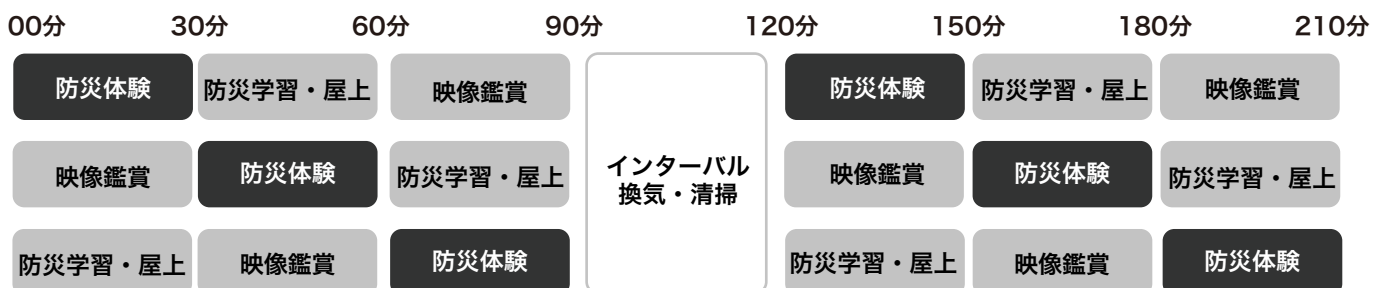 00分 30分 60分 90分 120分 150分 180分 210分
防災体験 防災学習・屋上 映像鑑賞 防災体験 防災学習・屋上 映像鑑賞
映像鑑賞 防災体験 防災学習・屋上 インターバル 映像鑑賞 防災体験 防災学習・屋上
換気・清掃
防災学習・屋上 映像鑑賞 防災体験 防災学習・屋上 映像鑑賞 防災体験